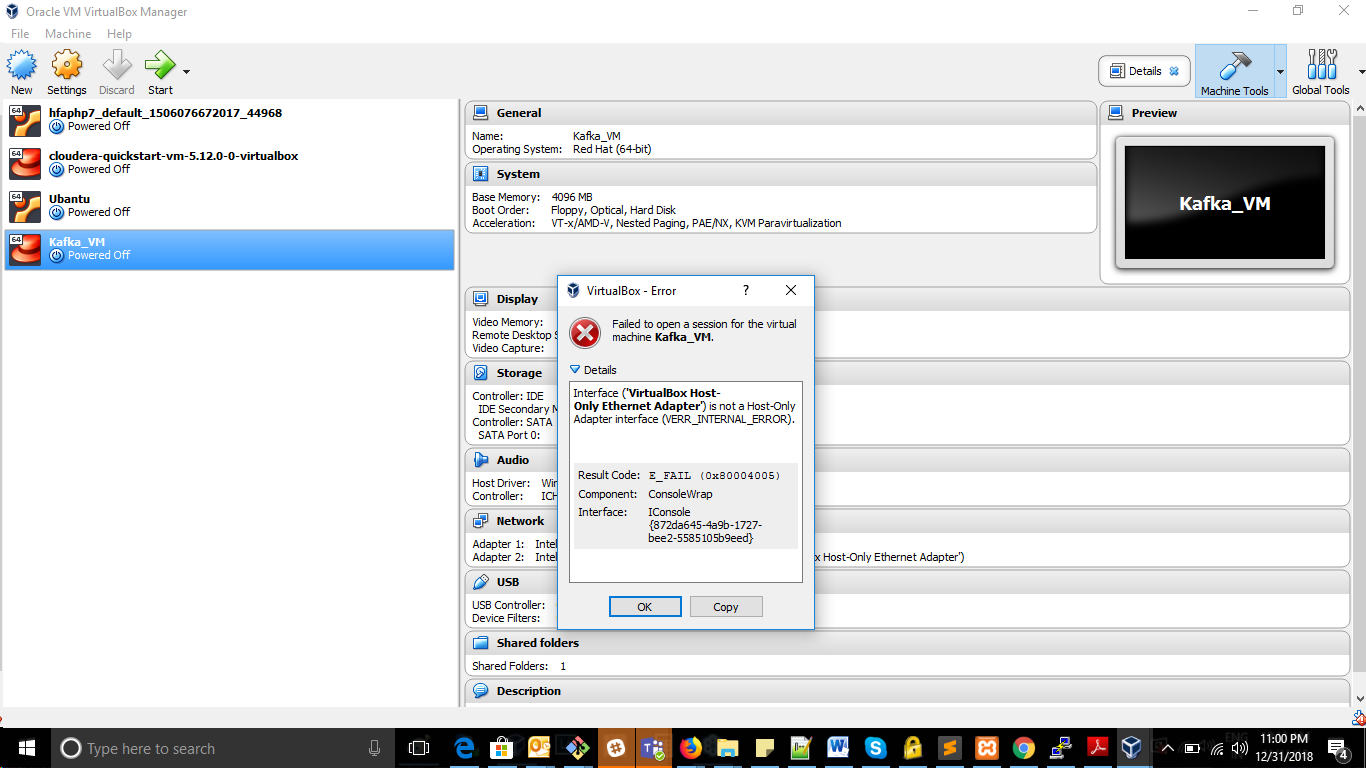 Oracle VM VirtualBox Manager
File Machine Help
New Settings Discard Start
Details
Machine Tools Global Tools
64 hfaphp7_default_1506076672017_44968
Powered Off
64 cloudera-quickstart-vm-5.12.0-0-virtualbox
Powered Off
64 Ubantu
Powered Off
64 Kafka_VM
Powered Off
General
Name: Kafka_VM
Operating System: Red Hat (64-bit)
System
Base Memory: 4096 MB
Boot Order: Floppy, Optical, Hard Disk
Acceleration: VT-x/AMD-V, Nested Paging, PAE/NX, KVM Paravirtualization
Preview
Kafka_VM
Display
Video Memory:
Remote Desktop S
Video Capture:
Storage
Controller: IDE
IDE Secondary M
Controller: SATA
SATA Port 0:
Audio
Host Driver: Win
Controller: ICH
Network
Adapter 1: Intel
Adapter 2: Intel x Host-Only Ethernet Adapter')
USB
USB Controller:
Device Filters:
Shared folders
Shared Folders: 1
Description
VirtualBox - Error ?
Failed to open a session for the virtual
machine Kafka_VM.
Details
Interface ('VirtualBox Host-
Only Ethernet Adapter') is not a Host-Only
Adapter interface (VERR_INTERNAL_ERROR).
Result Code: E_FAIL (0x80004005)
Component: ConsoleWrap
Interface: IConsole
{872da645-4a9b-1727-
bee2-5585105b9eed}
OK Copy
Type here to search
11:00 PM
12/31/2018
4